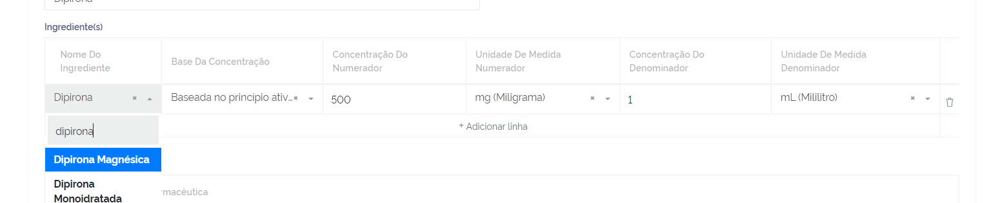 Dipirona
Ingrediente(s)
Nome Do
Ingrediente
Base Da Concentração
Concentração Do
Numerador
Unidade De Medida
Numerador
Concentração Do
Denominador
Unidade De Medida
Denominador
Dipirona × Baseada no princípio ativ...× 500 mg (Miligrama) × 1 mL (Mililitro) ×
dipirona
+ Adicionar linha
Dipirona Magnésica
Dipirona
Monoidratada
rmacêutica